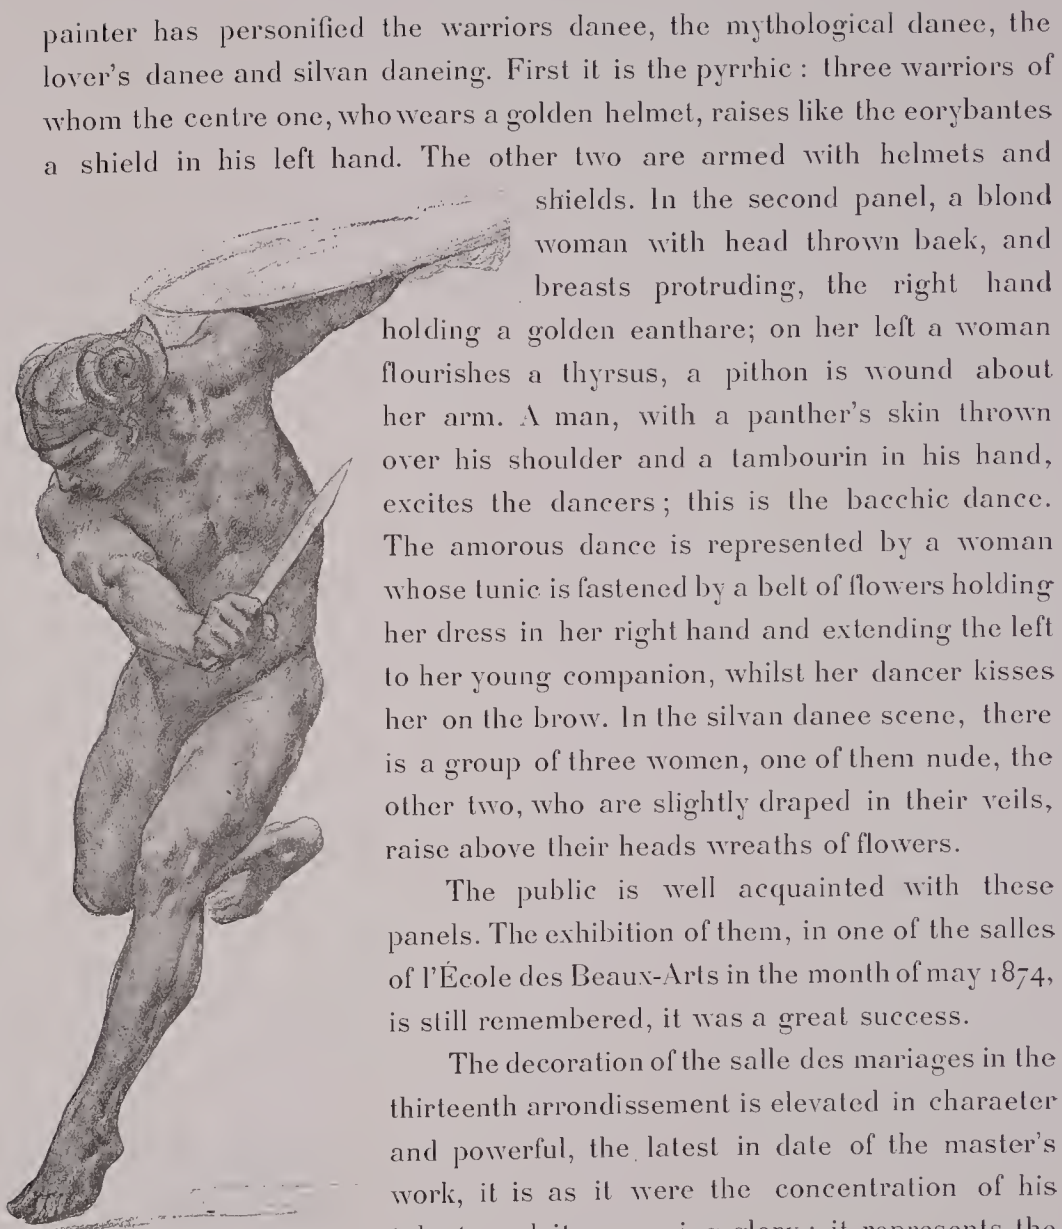 painter has personified the warriors danee, the mythological danee, the
lover's danee and silvan daneing. First it is the pyrrhic : three warriors of
whom the centre one, who wears a golden helmet, raises like the eorybantes
a shield in his left hand. The other two are armed with helmets and
shields. In the second panel, a blond
woman with head thrown baek, and
breasts protruding, the right hand
holding a golden eanthare; on her left a woman
flourishes a thyrsus, a pithon is wound about
her arm. A man, with a panther's skin thrown
over his shoulder and a tambourin in his hand,
excites the dancers ; this is the bacchic dance.
The amorous dance is represented by a woman
whose tunic is fastened by a belt of flowers holding
her dress in her right hand and extending the left
to her young companion, whilst her dancer kisses
her on the brow. In the silvan danee scene, there
is a group of three women, one of them nude, the
other two, who are slightly draped in their veils,
raise above their heads wreaths of flowers.
The public is well acquainted with these
panels. The exhibition of them, in one of the salles
of l'École des Beaux-Arts in the month of may 1874,
is still remembered, it was a great success.
The decoration of the salle des mariages in the
thirteenth arrondissement is elevated in charaeter
and powerful, the latest in date of the master's
work, it is as it were the concentration of his
it represents the